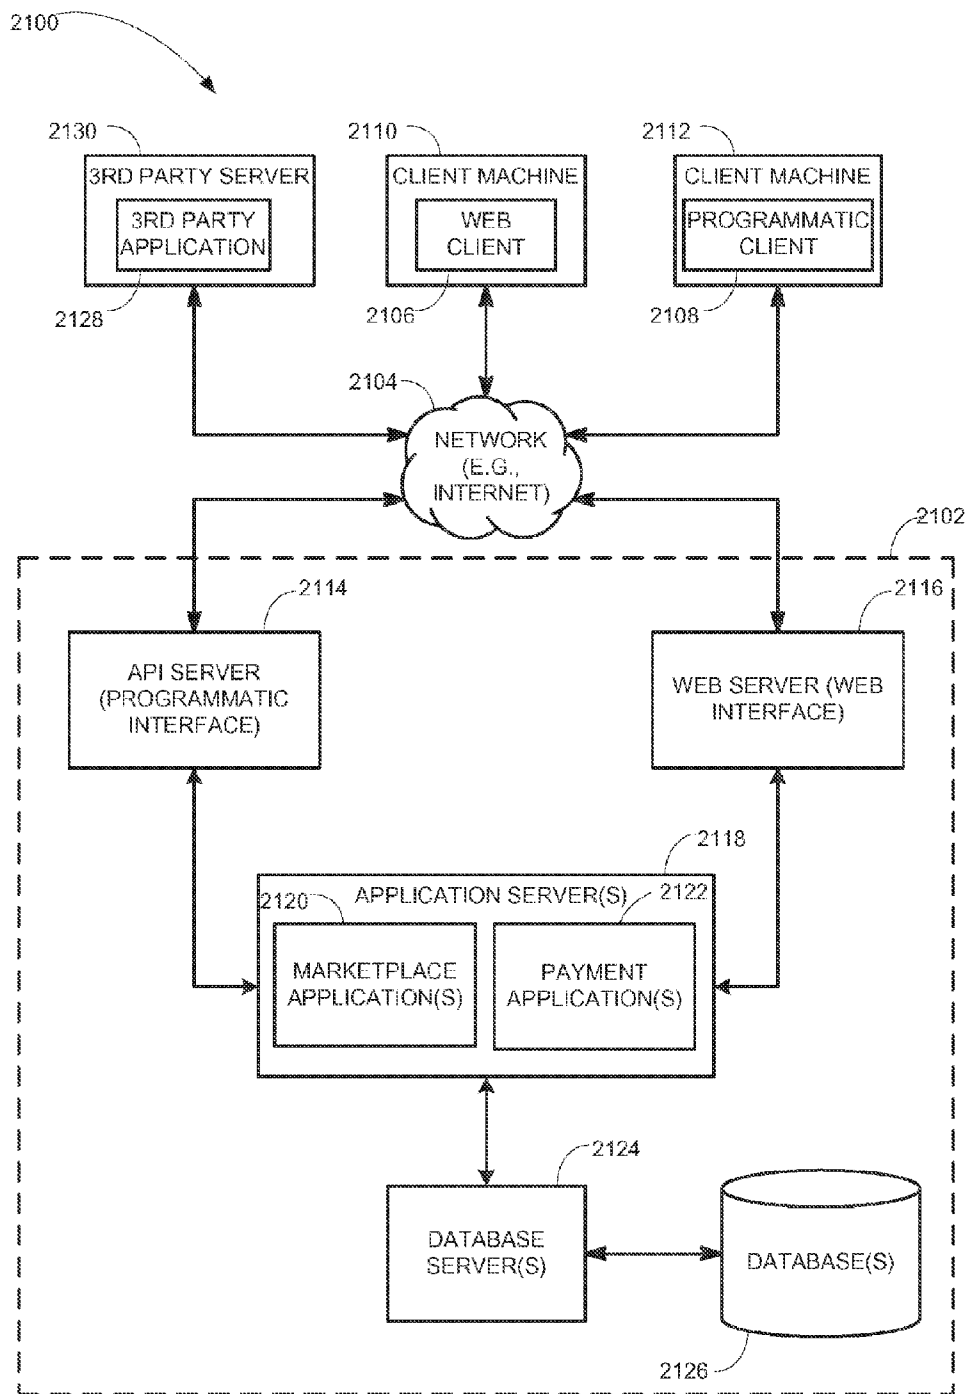 2100
2130
2110
2112
3RD PARTY SERVER
CLIENT MACHINE
CLIENT MACHINE
3RD PARTY
APPLICATION
WEB
CLIENT
PROGRAMMATIC
CLIENT
2128
2106
2108
2104
NETWORK
(E.G.,
INTERNET)
2102
2114
2116
API SERVER
(PROGRAMMATIC
INTERFACE)
WEB SERVER (WEB
INTERFACE)
2118
APPLICATION SERVER(S)
2120
2122
MARKETPLACE
APPLICATION(S)
PAYMENT
APPLICATION(S)
2124
DATABASE
SERVER(S)
DATABASE(S)
2126